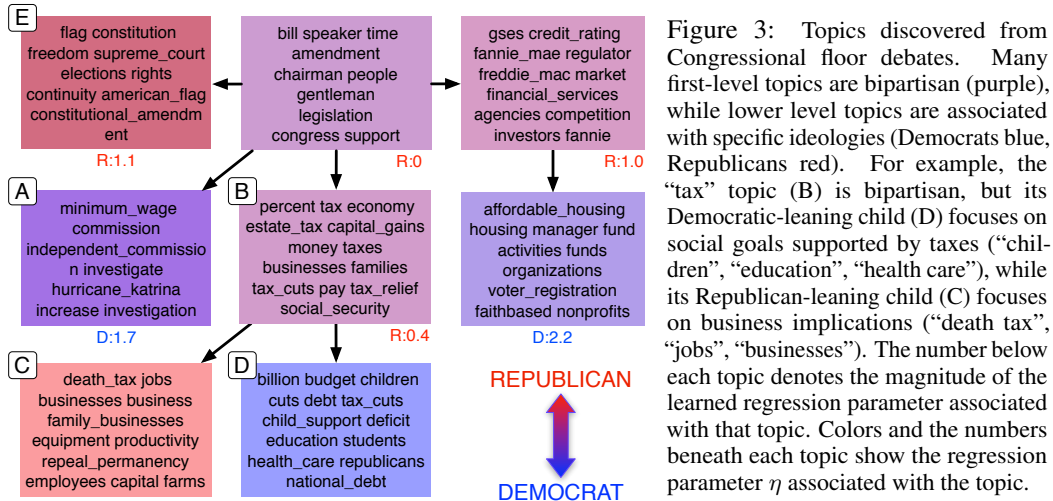 E
flag constitution
freedom supreme_court
elections rights
continuity american_flag
constitutional_amendm
ent
R:1.1
bill speaker time
amendment
chairman people
gentleman
legislation
congress support
R:0
gses credit_rating
fannie_mae regulator
freddie_mac market
financial_services
agencies competition
investors fannie
R:1.0
A
minimum_wage
commission
independent_commissio
n investigate
hurricane_katrina
increase investigation
D:1.7
B
percent tax economy
estate_tax capital_gains
money taxes
businesses families
tax_cuts pay tax_relief
social_security
R:0.4
affordable_housing
housing manager fund
activities funds
organizations
voter_registration
faithbased nonprofits
D:2.2
C
death_tax jobs
businesses business
family_businesses
equipment productivity
repeal_permanency
employees capital farms
D
billion budget children
cuts debt tax_cuts
child_support deficit
education students
health_care republicans
national_debt
REPUBLICAN
DEMOCRAT
Figure 3: Topics discovered from
Congressional floor debates. Many
first-level topics are bipartisan (purple),
while lower level topics are associated
with specific ideologies (Democrats blue,
Republicans red). For example, the
“tax” topic (B) is bipartisan, but its
Democratic-leaning child (D) focuses on
social goals supported by taxes (“chil-
dren”, “education”, “health care”), while
its Republican-leaning child (C) focuses
on business implications (“death tax”,
“jobs”, “businesses”). The number below
each topic denotes the magnitude of the
learned regression parameter associated
with that topic. Colors and the numbers
beneath each topic show the regression
parameter η associated with the topic.